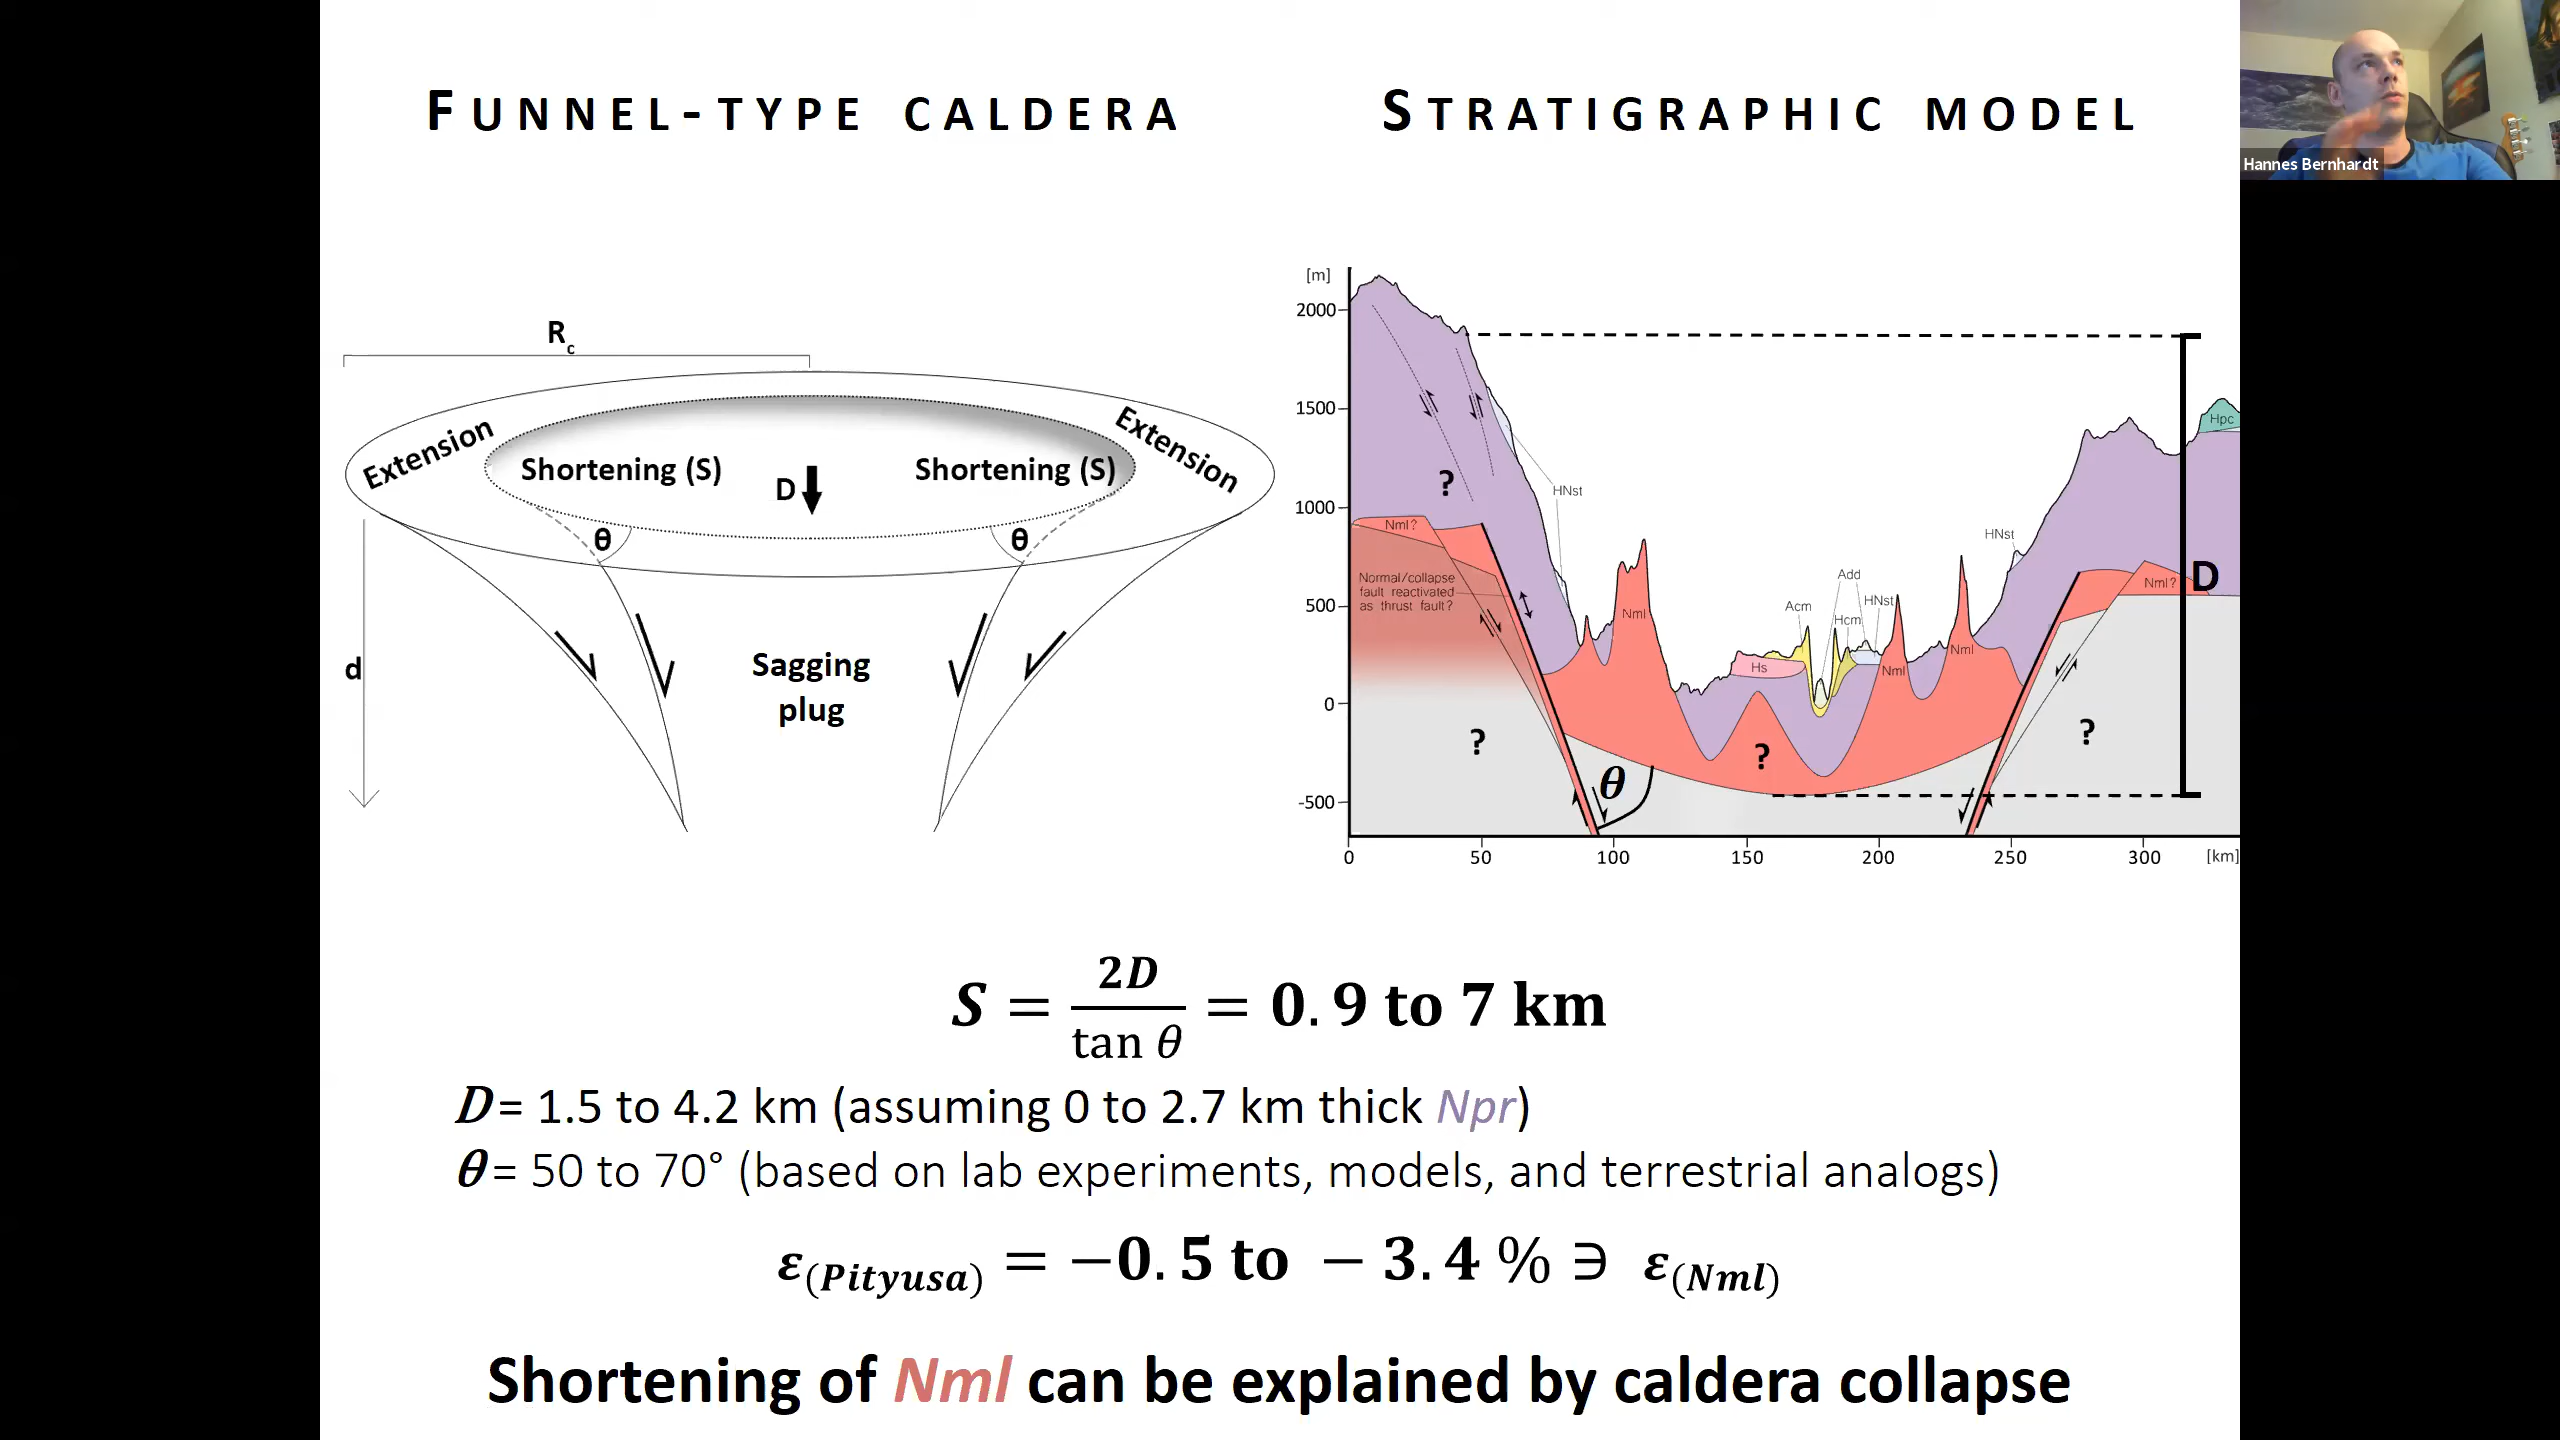 FUNNEL-TYPE CALDERA
STRATIGRAPHIC MODEL
Hannes Bernhardt
Rc
Extension
Extension
Shortening (S)
D
Shortening (S)
θ
θ
d
Sagging
plug
[m]
2000
1500
1000
500
0
-500
0
50
100
150
200
250
300
[km]
?
HNst
Nml?
Normal/collapse
fault reactivated
as thrust fault?
Nml
Acm
Add
HNst
Hcm
Hs
Nml
Nml
HNst
Hpc
Nml?
D
?
?
?
θ
S = 2D / tan θ = 0.9 to 7 km
D = 1.5 to 4.2 km (assuming 0 to 2.7 km thick Npr)
θ = 50 to 70° (based on lab experiments, models, and terrestrial analogs)
ε(Pityusa) = −0.5 to − 3.4 % ∋ ε(Nml)
Shortening of Nml can be explained by caldera collapse